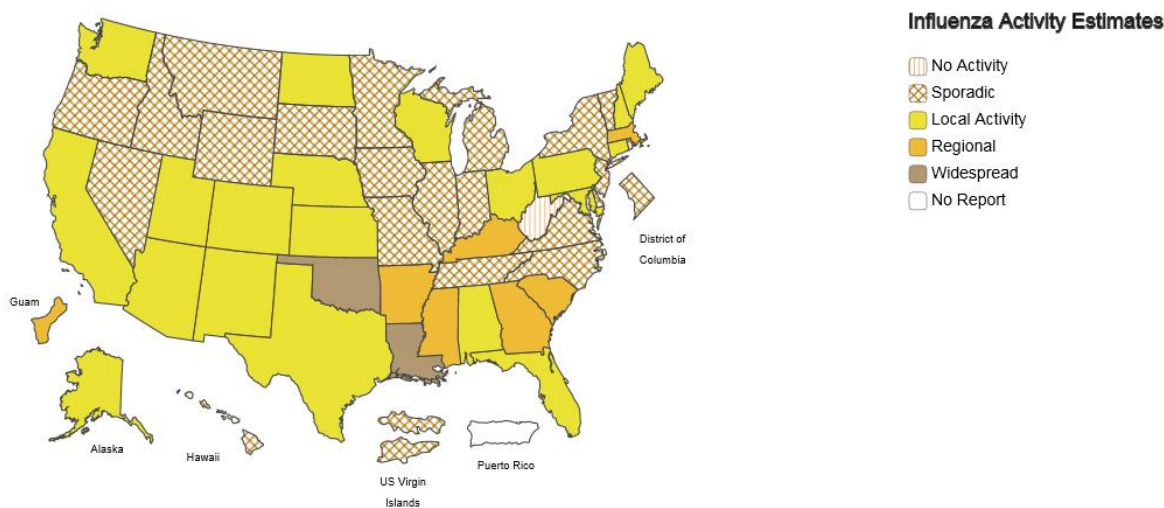 Influenza Activity Estimates
No Activity
Sporadic
Local Activity
Regional
Widespread
No Report
District of
Columbia
Guam
Alaska
Hawaii
US Virgin
Islands
Puerto Rico